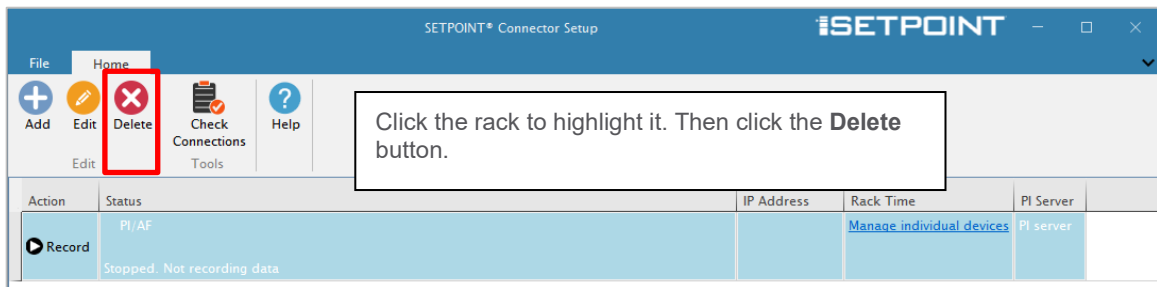 SETPOINT® Connector Setup
SETPOINT
File Home
Add Edit Delete Check Connections Help
Edit Tools
Click the rack to highlight it. Then click the Delete
button.
Action Status IP Address Rack Time PI Server
PI/AF Manage individual devices PI server
Record
Stopped. Not recording data